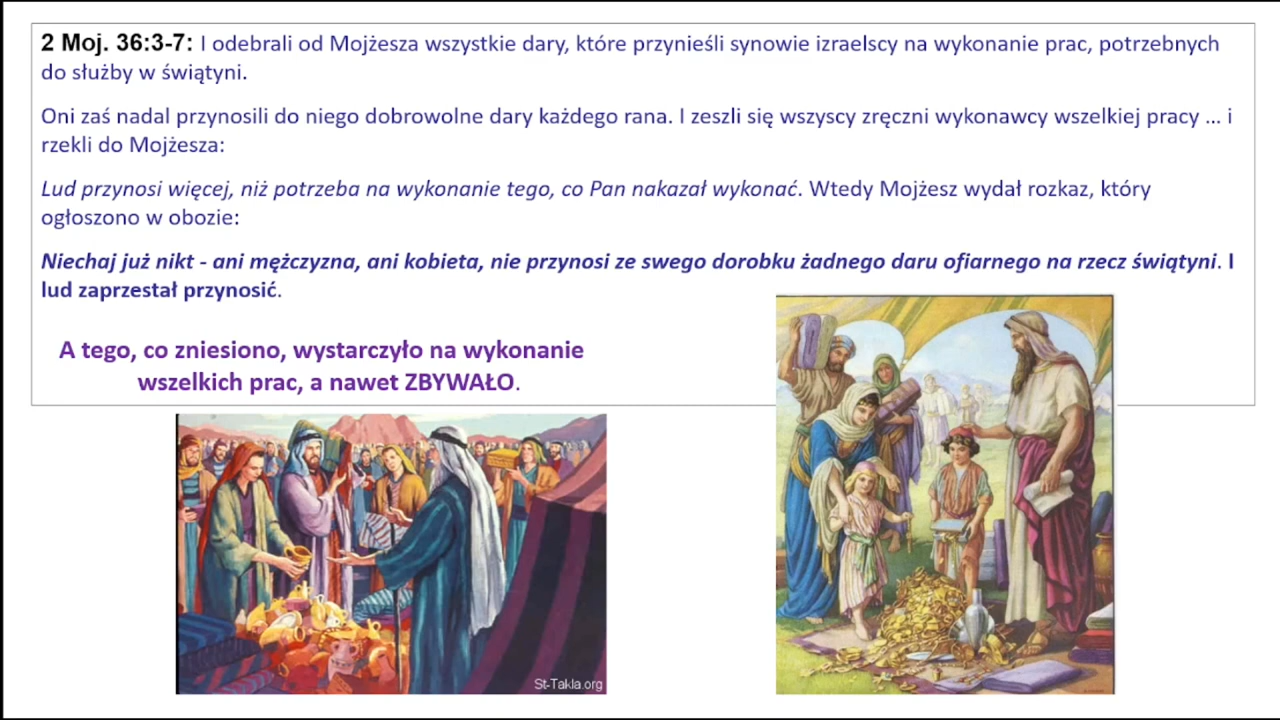 2 Moj. 36:3-7: I odebrali od Mojżesza wszystkie dary, które przynieśli synowie izraelscy na wykonanie prac, potrzebnych
do służby w świątyni.
Oni zaś nadal przynosili do niego dobrowolne dary każdego rana. I zeszli się wszyscy zręczni wykonawcy wszelkiej pracy ... i
rzekli do Mojżesza:
Lud przynosi więcej, niż potrzeba na wykonanie tego, co Pan nakazał wykonać. Wtedy Mojżesz wydał rozkaz, który
ogłoszono w obozie:
Niechaj już nikt - ani mężczyzna, ani kobieta, nie przynosi ze swego dorobku żadnego daru ofiarnego na rzecz świątyni. I
lud zaprzestał przynosić.
A tego, co zniesiono, wystarczyło na wykonanie
wszelkich prac, a nawet ZBYWAŁO.
St-Takla.org